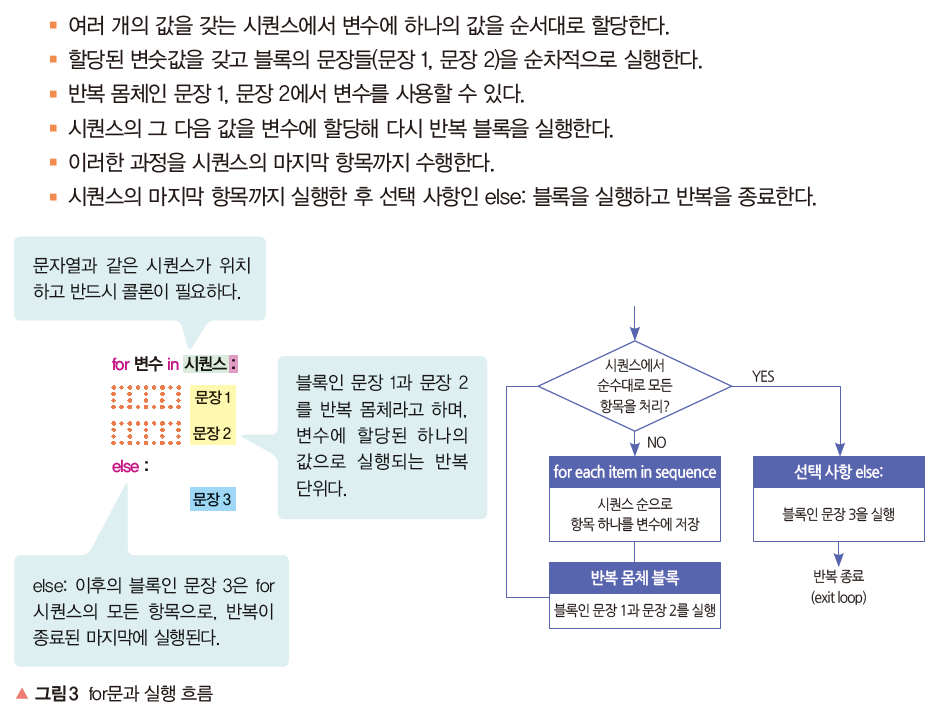 여러 개의 값을 갖는 시퀀스에서 변수에 하나의 값을 순서대로 할당한다.
할당된 변숫값을 갖고 블록의 문장들(문장 1, 문장 2)을 순차적으로 실행한다.
반복 몸체인 문장 1, 문장 2에서 변수를 사용할 수 있다.
시퀀스의 그 다음 값을 변수에 할당해 다시 반복 블록을 실행한다.
이러한 과정을 시퀀스의 마지막 항목까지 수행한다.
시퀀스의 마지막 항목까지 실행한 후 선택 사항인 else: 블록을 실행하고 반복을 종료한다.
문자열과 같은 시퀀스가 위치
하고 반드시 콜론이 필요하다.
for 변수 in 시퀀스 :
문장 1
문장 2
else :
문장 3
블록인 문장 1과 문장 2
를 반복 몸체라고 하며,
변수에 할당된 하나의
값으로 실행되는 반복
단위다.
else: 이후의 블록인 문장 3은 for
시퀀스의 모든 항목으로, 반복이
종료된 마지막에 실행된다.
시퀀스에서
순수대로 모든
항목을 처리?
YES
NO
for each item in sequence
시퀀스 순으로
항목 하나를 변수에 저장
반복 몸체 블록
블록인 문장 1과 문장 2를 실행
선택 사항 else:
블록인 문장 3을 실행
반복 종료
(exit loop)
▲ 그림 3 for문과 실행 흐름